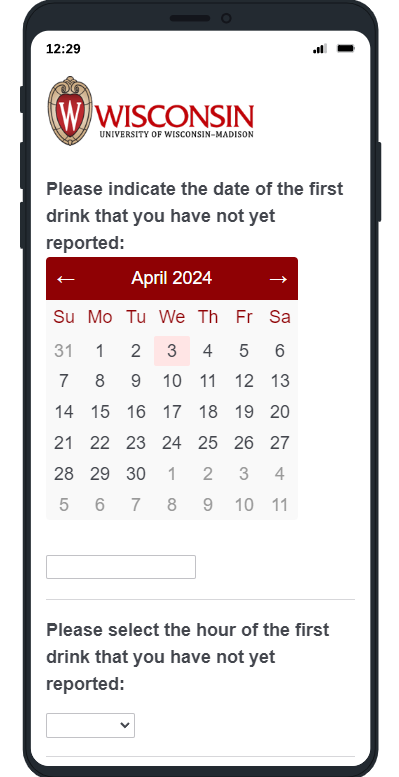 12:29
W
WISCONSIN
UNIVERSITY OF WISCONSIN–MADISON
Please indicate the date of the first
drink that you have not yet
reported:
← April 2024 →
Su Mo Tu We Th Fr Sa
31 1 2 3 4 5 6
7 8 9 10 11 12 13
14 15 16 17 18 19 20
21 22 23 24 25 26 27
28 29 30 1 2 3 4
5 6 7 8 9 10 11
Please select the hour of the first
drink that you have not yet
reported: